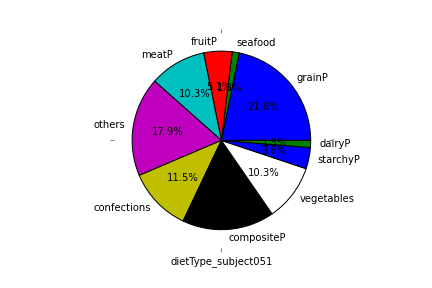 seafood
fruitP
meatP
grainP
10.3%
21.8%
others
17.9%
dairyP
starchyP
11.5%
10.3%
vegetables
confections
compositeP
dietType_subject051